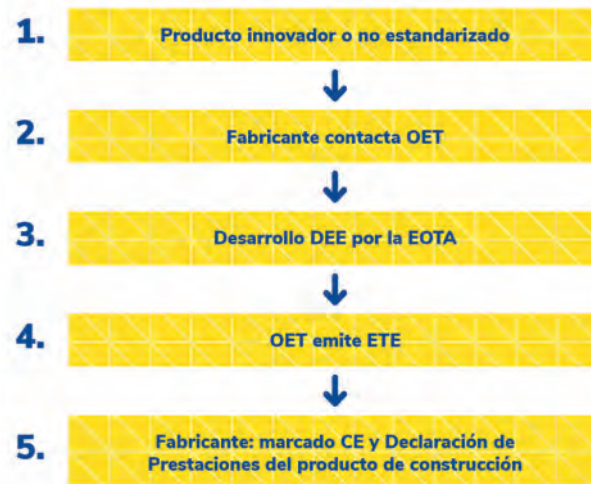 1. Producto innovador o no estandarizado
2. Fabricante contacta OET
3. Desarrollo DEE por la EOTA
4. OET emite ETE
5. Fabricante: marcado CE y Declaración de
Prestaciones del producto de construcción